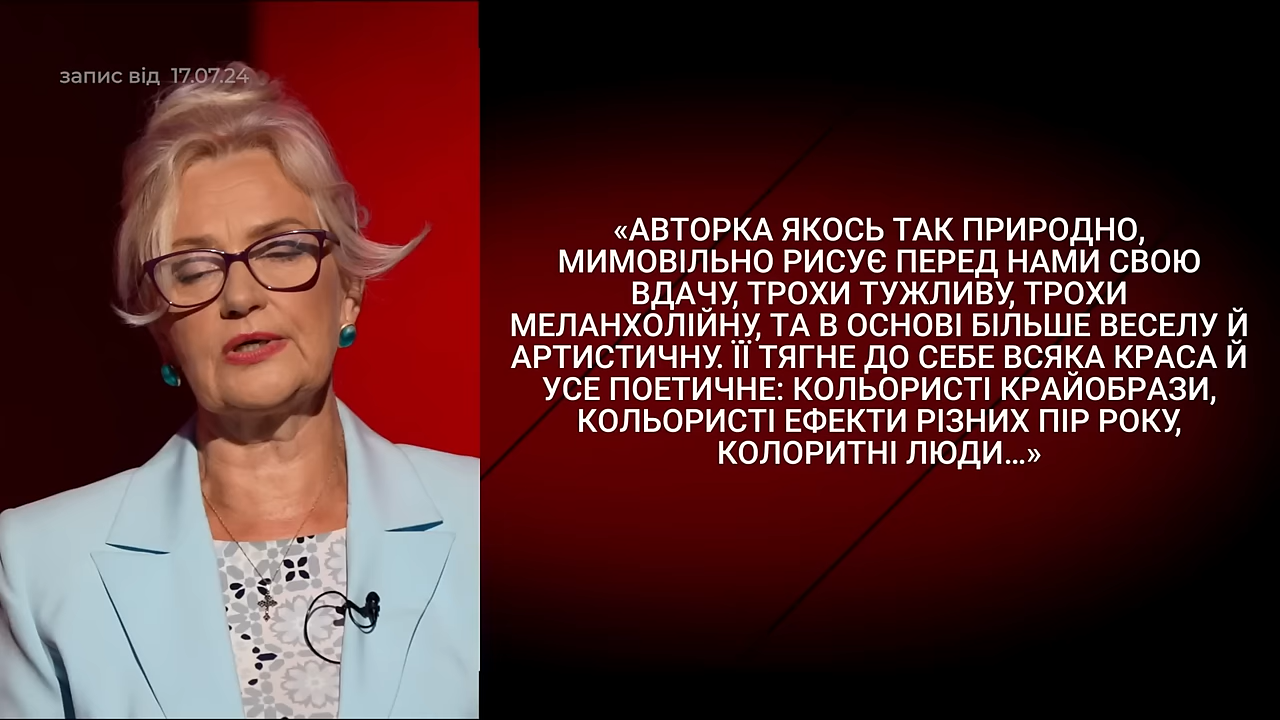 запис від 17.07.24
«АВТОРКА ЯКОСЬ ТАК ПРИРОДНО,
МИМОВІЛЬНО РИСУЄ ПЕРЕД НАМИ СВОЮ
ВДАЧУ, ТРОХИ ТУЖЛИВУ, ТРОХИ
МЕЛАНХОЛІЙНУ, ТА В ОСНОВІ БІЛЬШЕ ВЕСЕЛУ Й
АРТИСТИЧНУ. ЇЇ ТЯГНЕ ДО СЕБЕ ВСЯКА КРАСА Й
УСЕ ПОЕТИЧНЕ: КОЛЬОРИСТІ КРАЙОБРАЗИ,
КОЛЬОРИСТІ ЕФЕКТИ РІЗНИХ ПІР РОКУ,
КОЛОРИТНІ ЛЮДИ…»